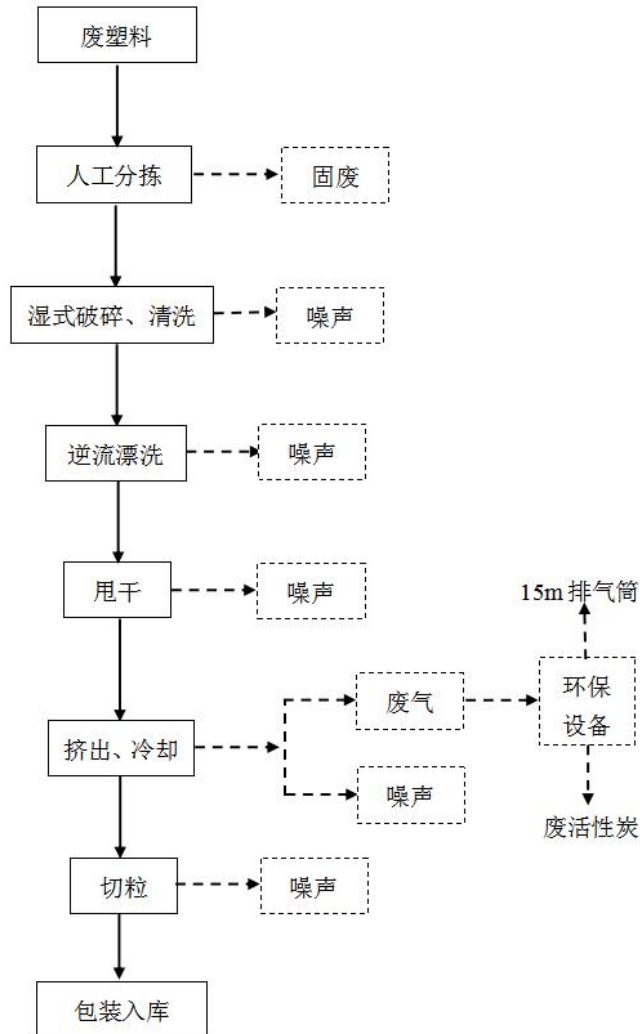 废塑料
人工分拣
固废
湿式破碎、清洗
噪声
逆流漂洗
噪声
甩干
噪声
15m 排气筒
废气
环保
设备
挤出、冷却
噪声
废活性炭
切粒
噪声
包装入库